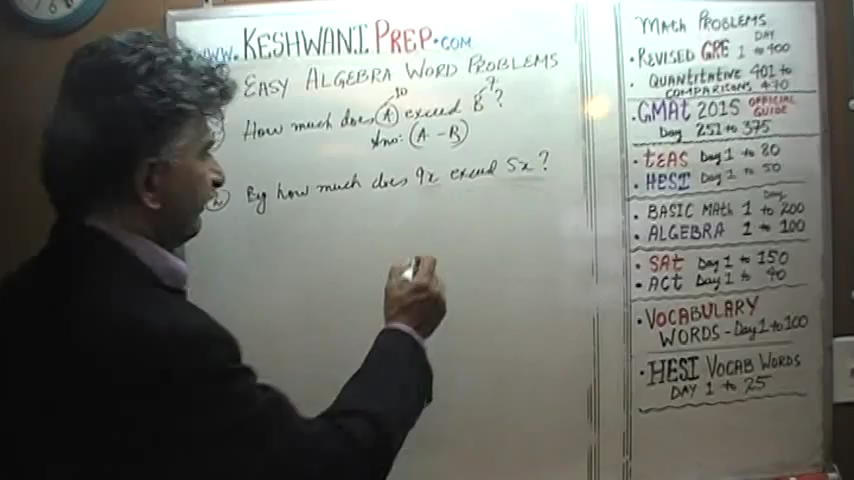 www.KESHWANI PREP.COM
EASY ALGEBRA WORD PROBLEMS
10 9
How much does A exceed B?
Ans: (A - B)
By how much does 9x exceed 5x?
MATH PROBLEMS
DAY
• REVISED GRE 1 to 400
• QUANTITATIVE 401 to
COMPARICONS 470
• GMAt 2015 OFFICIAL GUIDE
Day 251 to 375
• tEAS Day 1 to 80
• HESI Day 1 to 50
Day
• BASIC MATH 1 to 200
• ALGEBRA 1 to 100
• SAt Day 1 to 150
• ACT Day 1 to 40
• VOCABULARY
WORDS - Day 1 to 100
• HESI VOCAB WORDS
DAY 1 to 25